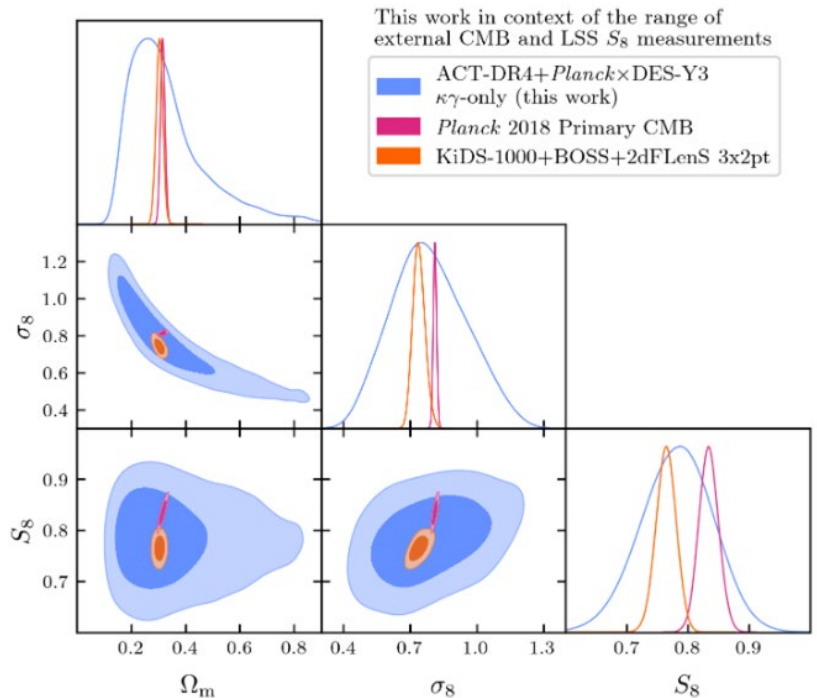 This work in context of the range of
external CMB and LSS S₈ measurements
ACT-DR4+Planck×DES-Y3
κγ-only (this work)
Planck 2018 Primary CMB
KiDS-1000+BOSS+2dFLenS 3x2pt
1.2
1.0
0.8
0.6
0.4
σ₈
0.9
0.8
0.7
S₈
0.2 0.4 0.6 0.8
0.4 0.7 1.0 1.3
0.7 0.8 0.9
Ωₘ
σ₈
S₈